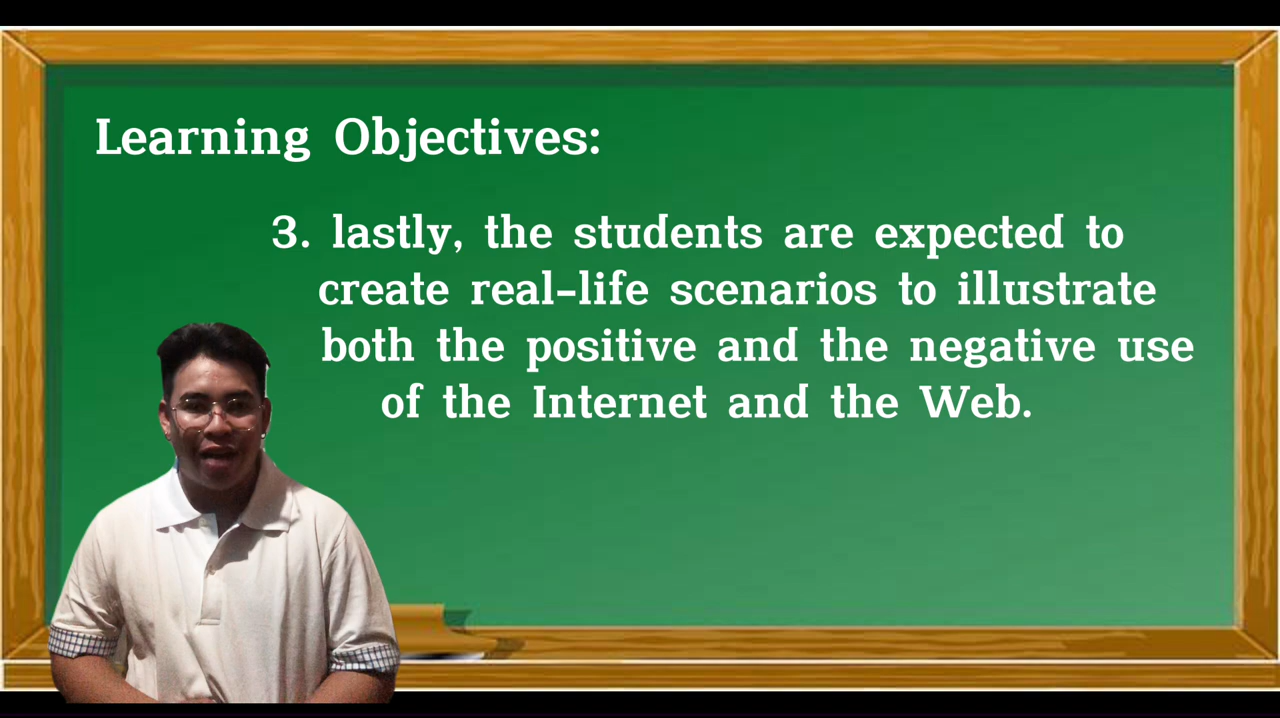 Learning Objectives:
3. lastly, the students are expected to
create real-life scenarios to illustrate
both the positive and the negative use
of the Internet and the Web.